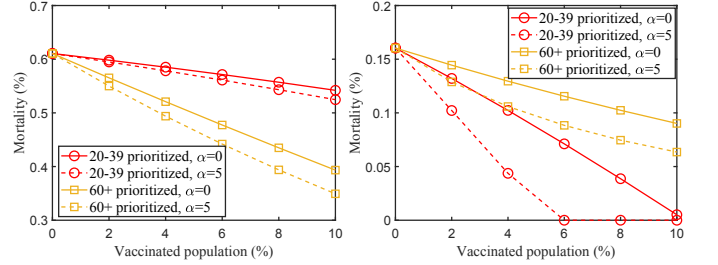 0.7
0.6
0.5
0.4
0.3
Mortality (%)
20-39 prioritized, α=0
20-39 prioritized, α=5
60+ prioritized, α=0
60+ prioritized, α=5
0 2 4 6 8 10
Vaccinated population (%)
0.2
0.15
0.1
0.05
0
Mortality (%)
20-39 prioritized, α=0
20-39 prioritized, α=5
60+ prioritized, α=0
60+ prioritized, α=5
0 2 4 6 8 10
Vaccinated population (%)